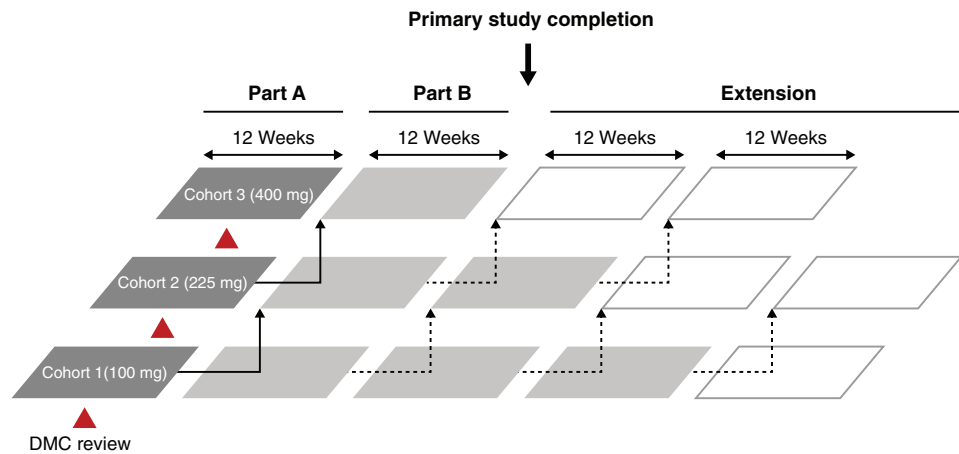 Primary study completion
Part A
Part B
Extension
12 Weeks
12 Weeks
12 Weeks
12 Weeks
Cohort 3 (400 mg)
Cohort 2 (225 mg)
Cohort 1(100 mg)
DMC review